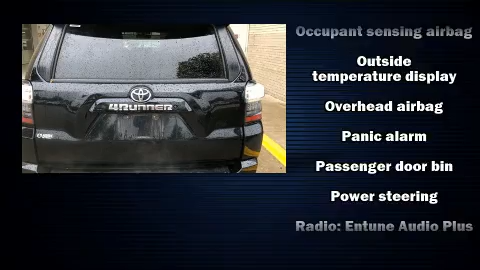 Occupant sensing airbag
Outside
temperature display
Overhead airbag
Panic alarm
Passenger door bin
Power steering
Radio: Entune Audio Plus
4RUNNER